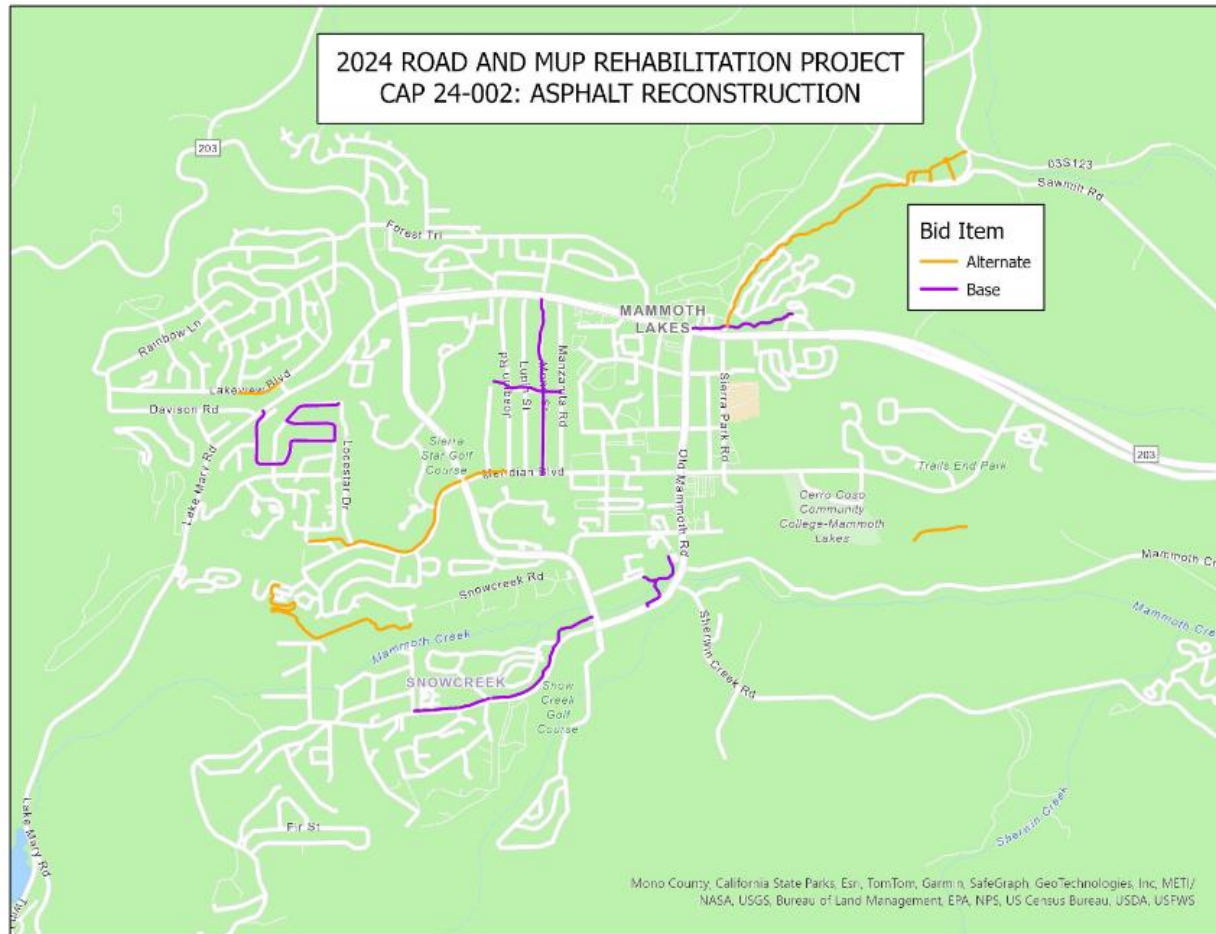 2024 ROAD AND MUP REHABILITATION PROJECT
CAP 24-002: ASPHALT RECONSTRUCTION
203
03S123
Sawmill Rd
Forest Trl
Bid Item
Alternate
Base
MAMMOTH
LAKES
Rainbow Ln
Lakeview Blvd
Davison Rd
Joaquin Rd
Lupin St
Manzanita Rd
Sierra Park Rd
Lake Mary Rd
Locestar Dr
Sierra
Star Golf
Course
Meridian Blvd
Old Mammoth Rd
Trails End Park
203
Cerro Coso
Community
College-Mammoth
Lakes
Snowcreek Rd
Mammoth Cr
Mammoth Creek
Mammoth Creek
Sherwin Creek Rd
SNOWCREEK
Snow
Creek
Golf
Course
Fir St
Lake Mary Rd
Sherwin Creek
Twin
Mono County, California State Parks, Esri, TomTom, Garmin, SafeGraph, GeoTechnologies, Inc, METI/
NASA, USGS, Bureau of Land Management, EPA, NPS, US Census Bureau, USDA, USFWS